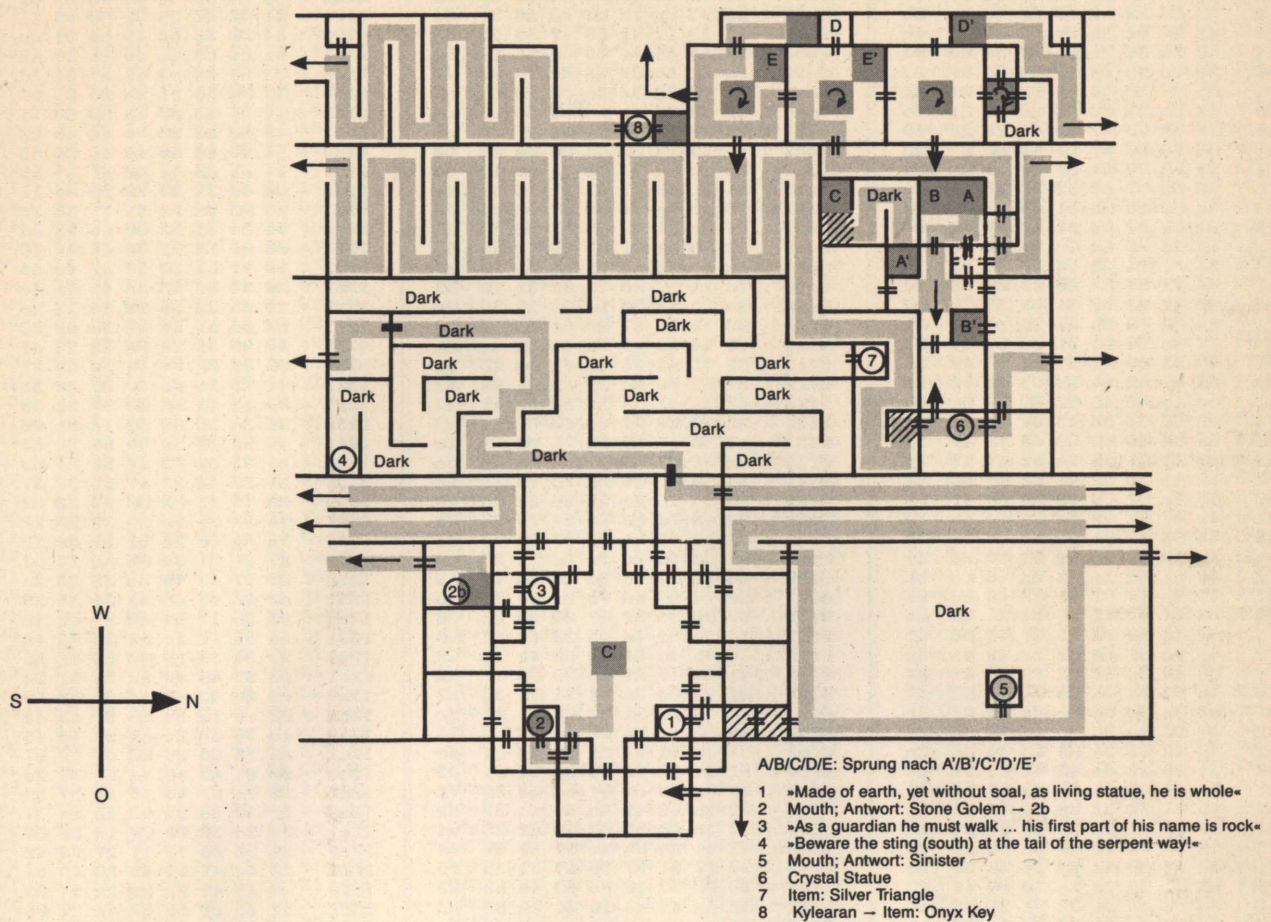 D
D'
E
E'
8
Dark
C
Dark
B
A
A'
Dark
Dark
B'
Dark
Dark
Dark
Dark
Dark
7
Dark
Dark
Dark
Dark
6
4
Dark
Dark
Dark
2b
3
Dark
W
C'
S
N
5
2
1
O
A/B/C/D/E: Sprung nach A'/B'/C'/D'/E'
1 »Made of earth, yet without soal, as living statue, he is whole«
2 Mouth; Antwort: Stone Golem → 2b
3 »As a guardian he must walk ... his first part of his name is rock«
4 »Beware the sting (south) at the tail of the serpent way!«
5 Mouth; Antwort: Sinister
6 Crystal Statue
7 Item: Silver Triangle
8 Kylearan → Item: Onyx Key